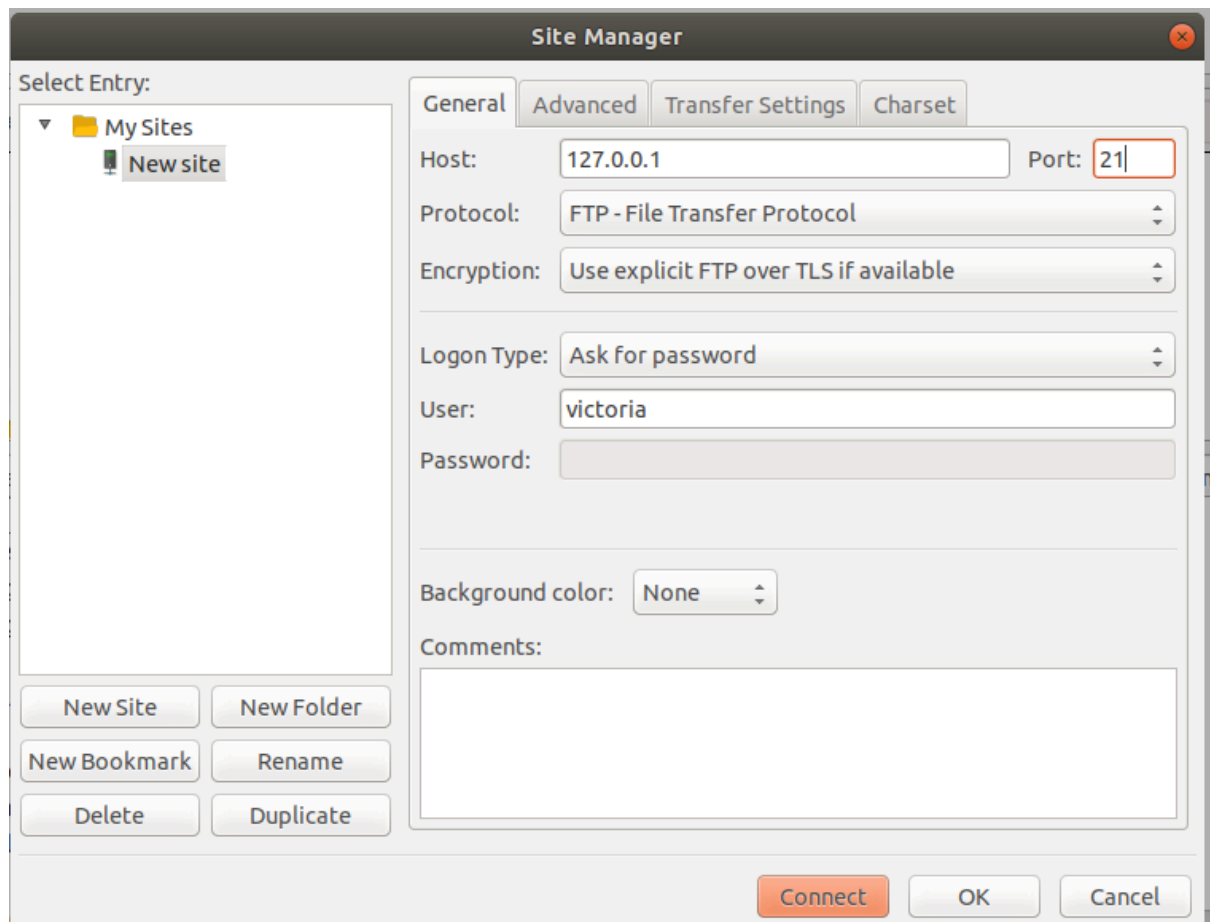 Site Manager
Select Entry:
My Sites
New site
New Site
New Folder
New Bookmark
Rename
Delete
Duplicate
General
Advanced
Transfer Settings
Charset
Host:
127.0.0.1
Port:
21
Protocol:
FTP - File Transfer Protocol
Encryption:
Use explicit FTP over TLS if available
Logon Type:
Ask for password
User:
victoria
Password:
Background color:
None
Comments:
Connect
OK
Cancel